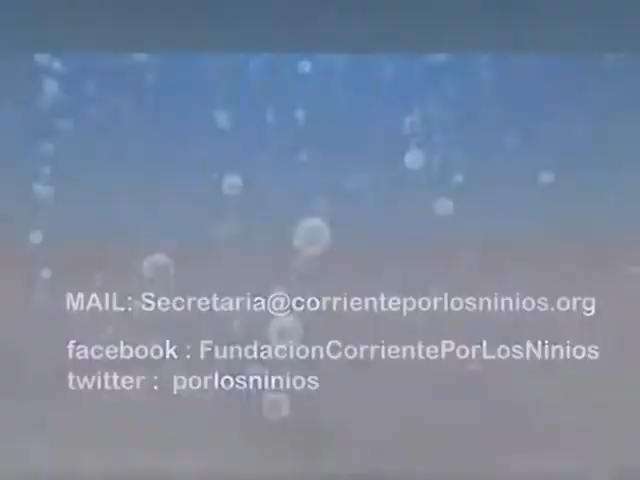 MAIL: Secretaria@corrienteporlosninios.org
facebook : FundacionCorrientePorLosNinios
twitter : porlosninios